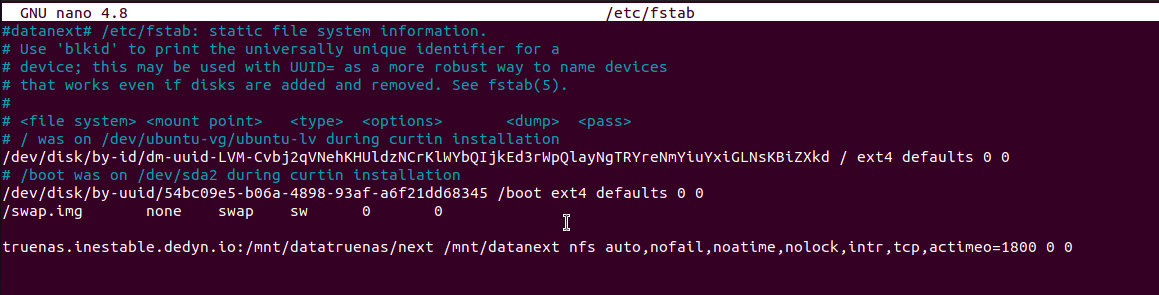 GNU nano 4.8 /etc/fstab
#datanext# /etc/fstab: static file system information.
# Use 'blkid' to print the universally unique identifier for a
# device; this may be used with UUID= as a more robust way to name devices
# that works even if disks are added and removed. See fstab(5).
#
# <file system> <mount point>   <type>  <options>       <dump>  <pass>
# / was on /dev/ubuntu-vg/ubuntu-lv during curtin installation
/dev/disk/by-id/dm-uuid-LVM-Cvbj2qVNehKHUldzNCrKlWYbQIjkEd3rWpQlayNgTRYreNmYiuYxiGLNsKBiZXkd / ext4 defaults 0 0
# /boot was on /dev/sda2 during curtin installation
/dev/disk/by-uuid/54bc09e5-b06a-4898-93af-a6f21dd68345 /boot ext4 defaults 0 0
/swap.img       none    swap    sw      0       0
truenas.inestable.dedyn.io:/mnt/datatruenas/next /mnt/datanext nfs auto,nofail,noatime,nolock,intr,tcp,actimeo=1800 0 0